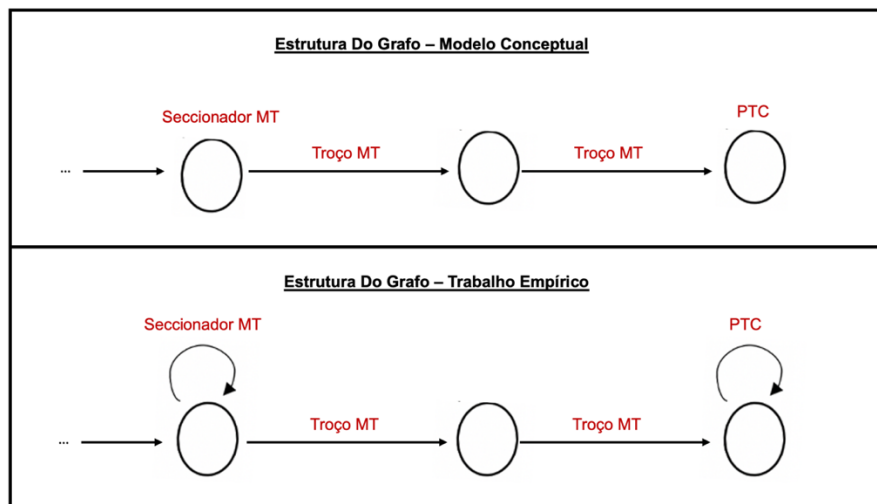 Estrutura Do Grafo – Modelo Conceptual
Seccionador MT
PTC
Troço MT
Troço MT
...
Estrutura Do Grafo – Trabalho Empírico
Seccionador MT
PTC
Troço MT
Troço MT
...